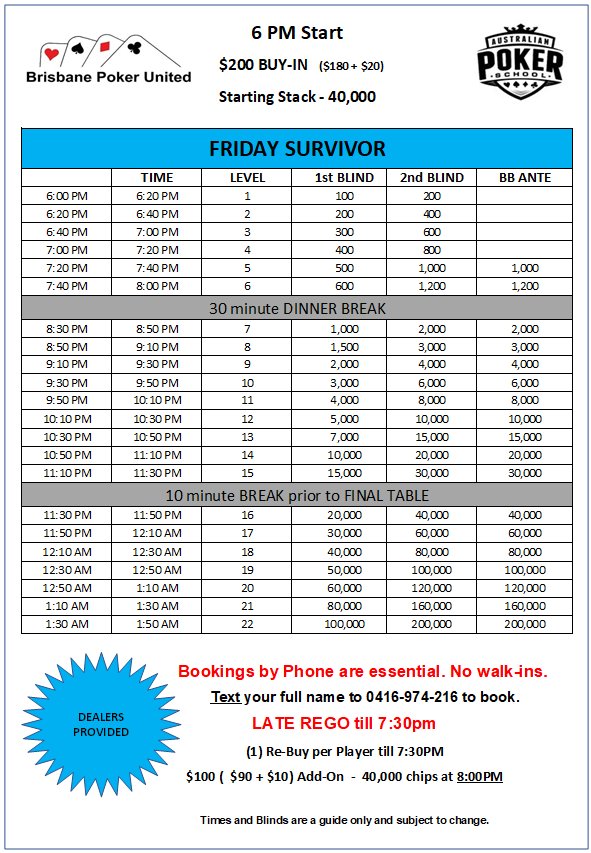 6 PM Start
Brisbane Poker United
$200 BUY-IN ($180 + $20)
Starting Stack - 40,000
AUSTRALIAN
POKER
SCHOOL
FRIDAY SURVIVOR
TIME LEVEL 1st BLIND 2nd BLIND BB ANTE
6:00 PM 6:20 PM 1 100 200
6:20 PM 6:40 PM 2 200 400
6:40 PM 7:00 PM 3 300 600
7:00 PM 7:20 PM 4 400 800
7:20 PM 7:40 PM 5 500 1,000 1,000
7:40 PM 8:00 PM 6 600 1,200 1,200
30 minute DINNER BREAK
8:30 PM 8:50 PM 7 1,000 2,000 2,000
8:50 PM 9:10 PM 8 1,500 3,000 3,000
9:10 PM 9:30 PM 9 2,000 4,000 4,000
9:30 PM 9:50 PM 10 3,000 6,000 6,000
9:50 PM 10:10 PM 11 4,000 8,000 8,000
10:10 PM 10:30 PM 12 5,000 10,000 10,000
10:30 PM 10:50 PM 13 7,000 15,000 15,000
10:50 PM 11:10 PM 14 10,000 20,000 20,000
11:10 PM 11:30 PM 15 15,000 30,000 30,000
10 minute BREAK prior to FINAL TABLE
11:30 PM 11:50 PM 16 20,000 40,000 40,000
11:50 PM 12:10 AM 17 30,000 60,000 60,000
12:10 AM 12:30 AM 18 40,000 80,000 80,000
12:30 AM 12:50 AM 19 50,000 100,000 100,000
12:50 AM 1:10 AM 20 60,000 120,000 120,000
1:10 AM 1:30 AM 21 80,000 160,000 160,000
1:30 AM 1:50 AM 22 100,000 200,000 200,000
DEALERS
PROVIDED
Bookings by Phone are essential. No walk-ins.
Text your full name to 0416-974-216 to book.
LATE REGO till 7:30pm
(1) Re-Buy per Player till 7:30PM
$100 ( $90 + $10) Add-On - 40,000 chips at 8:00PM
Times and Blinds are a guide only and subject to change.